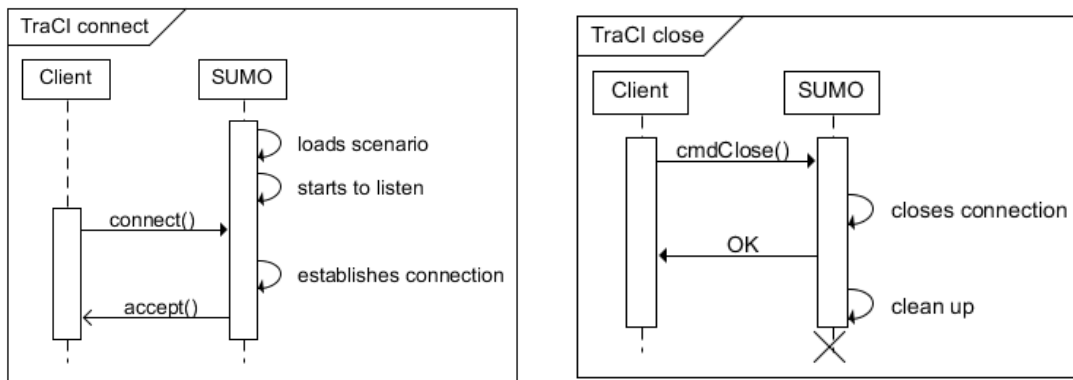 TraCI connect
Client
SUMO
loads scenario
starts to listen
connect()
establishes connection
accept()
TraCI close
Client
SUMO
cmdClose()
closes connection
OK
clean up